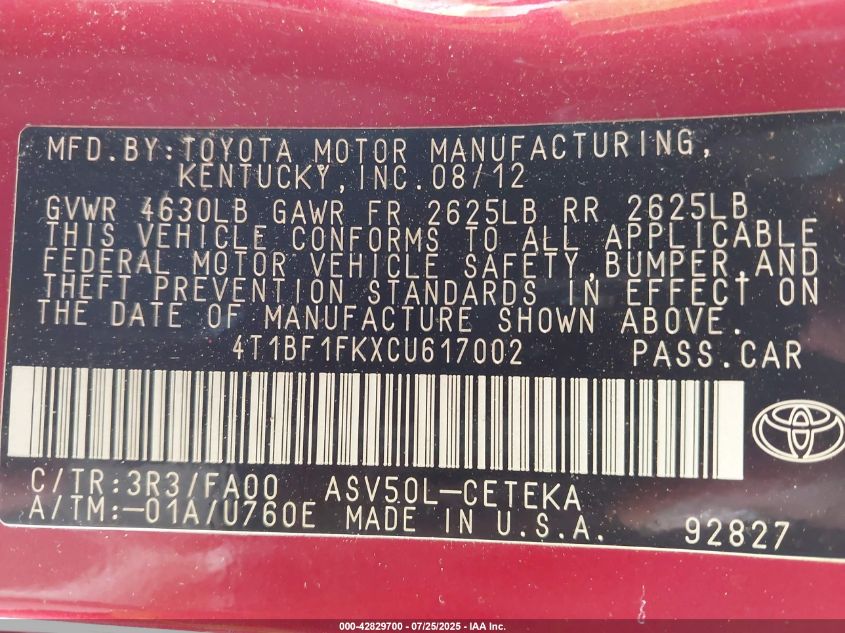 MFD.BY:TOYOTA MOTOR MANUFACTURING,
KENTUCKY,INC.08/12
GVWR 4630LB GAWR FR 2625LB RR 2625LB
THIS VEHICLE CONFORMS TO ALL APPLICABLE
FEDERAL MOTOR VEHICLE SAFETY,BUMPER,AND
THEFT PREVENTION STANDARDS IN EFFECT ON
THE DATE OF MANUFACTURE SHOWN ABOVE.
4T1BF1FKXCU617002 PASS.CAR
C/TR:3R3/FA00 ASV50L-CETEKA
A/TM:-01A/U760E MADE IN U.S.A.
92827
000-42829700 - 07/25/2025 - IAA Inc.